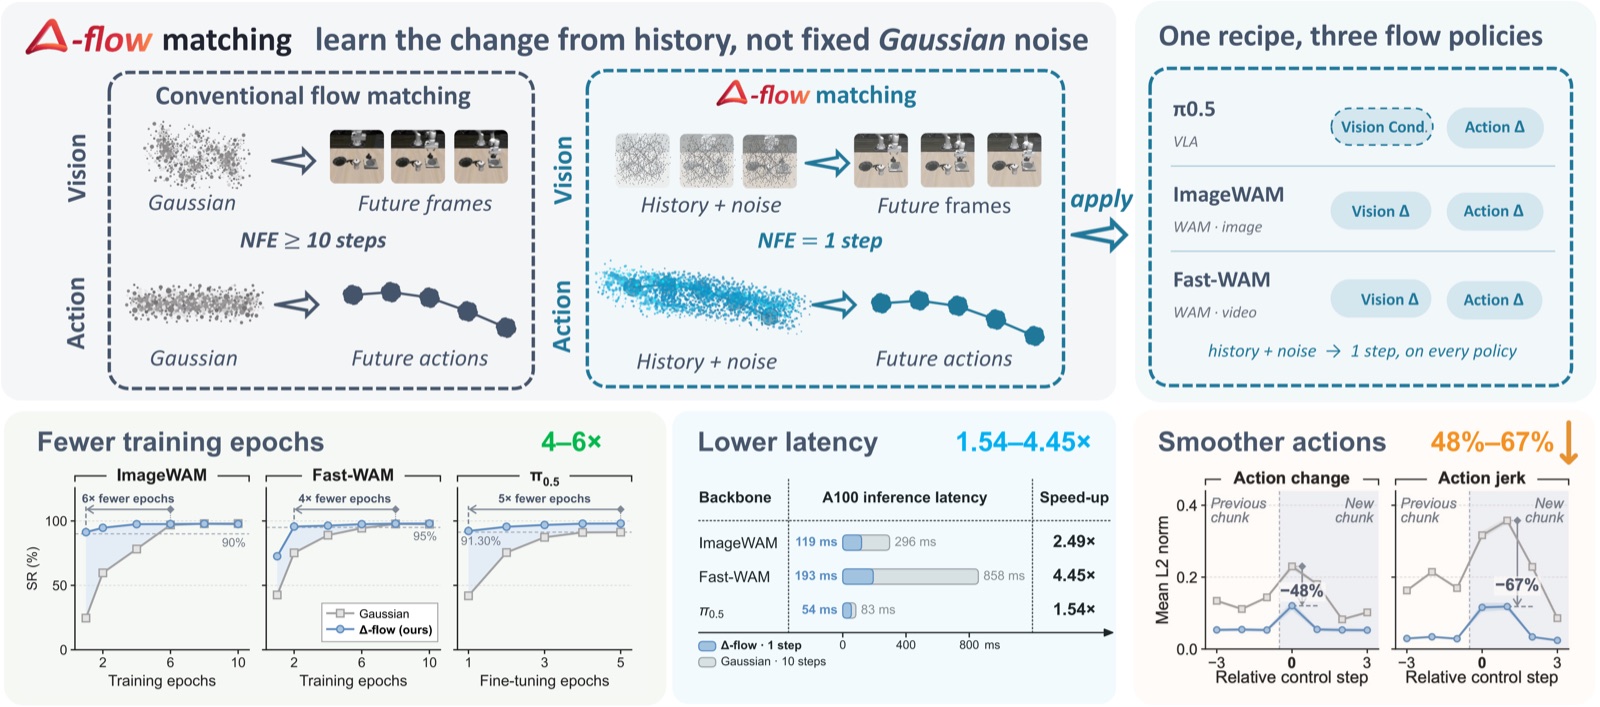 Δ-flow matching learn the change from history, not fixed Gaussian noise
Conventional flow matching
Vision
Gaussian
Future frames
NFE ≥ 10 steps
Action
Gaussian
Future actions
Δ-flow matching
Vision
History + noise
Future frames
NFE = 1 step
Action
History + noise
Future actions
apply
One recipe, three flow policies
π0.5
VLA
Vision Cond.
Action Δ
ImageWAM
WAM · image
Vision Δ
Action Δ
Fast-WAM
WAM · video
Vision Δ
Action Δ
history + noise → 1 step, on every policy
Fewer training epochs 4–6×
ImageWAM
6× fewer epochs
90%
SR (%)
100
50
0
2 6 10
Training epochs
Fast-WAM
4× fewer epochs
95%
Gaussian
Δ-flow (ours)
2 6 10
Training epochs
π0.5
5× fewer epochs
91.30%
1 3 5
Fine-tuning epochs
Lower latency 1.54–4.45×
Backbone A100 inference latency Speed-up
ImageWAM 119 ms 296 ms 2.49×
Fast-WAM 193 ms 858 ms 4.45×
π0.5 54 ms 83 ms 1.54×
Δ-flow · 1 step
Gaussian · 10 steps
0 400 800 ms
Smoother actions 48%–67%
Action change
Previous
chunk
New
chunk
−48%
Mean L2 norm
0.4
0.2
0.0
−3 0 3
Relative control step
Action jerk
Previous
chunk
New
chunk
−67%
−3 0 3
Relative control step